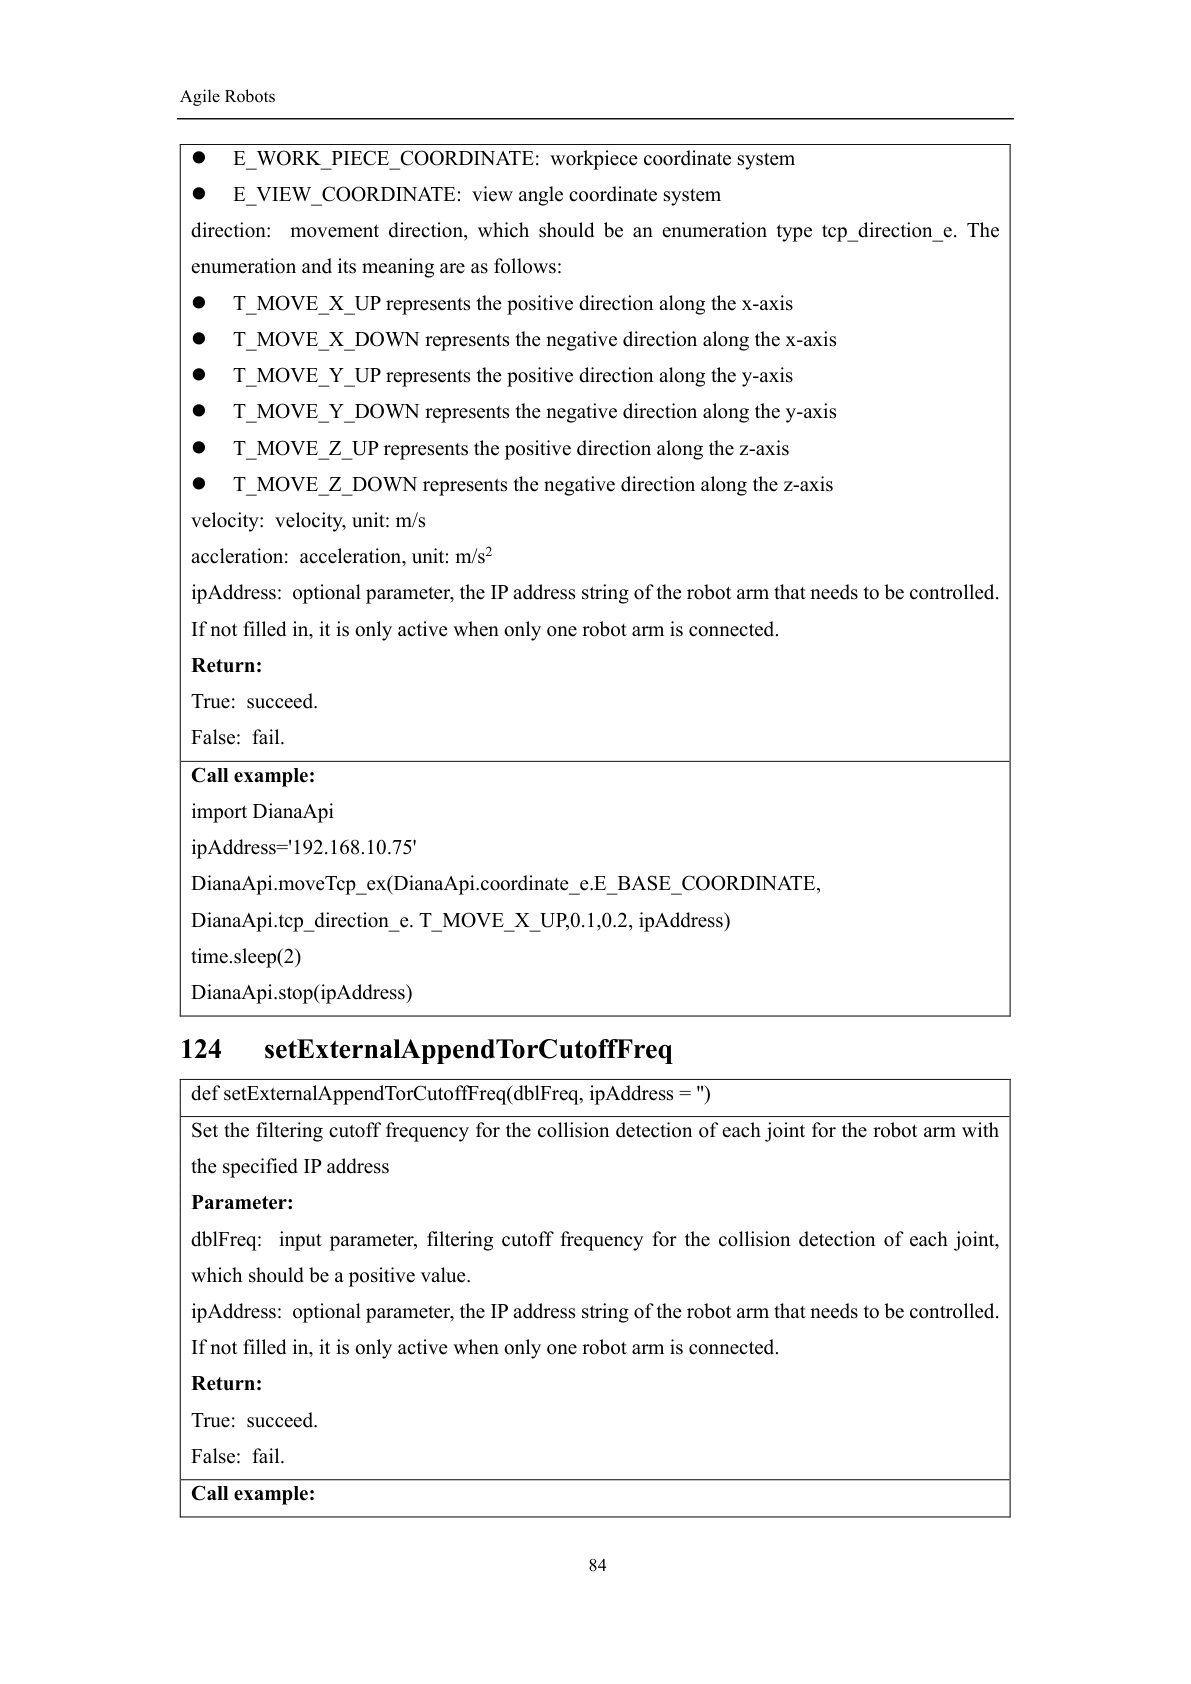 Agile Robots
● E_WORK_PIECE_COORDINATE: workpiece coordinate system
● E_VIEW_COORDINATE: view angle coordinate system
direction: movement direction, which should be an enumeration type tcp_direction_e. The
enumeration and its meaning are as follows:
● T_MOVE_X_UP represents the positive direction along the x-axis
● T_MOVE_X_DOWN represents the negative direction along the x-axis
● T_MOVE_Y_UP represents the positive direction along the y-axis
● T_MOVE_Y_DOWN represents the negative direction along the y-axis
● T_MOVE_Z_UP represents the positive direction along the z-axis
● T_MOVE_Z_DOWN represents the negative direction along the z-axis
velocity: velocity, unit: m/s
accleration: acceleration, unit: m/s²
ipAddress: optional parameter, the IP address string of the robot arm that needs to be controlled.
If not filled in, it is only active when only one robot arm is connected.
Return:
True: succeed.
False: fail.
Call example:
import DianaApi
ipAddress='192.168.10.75'
DianaApi.moveTcp_ex(DianaApi.coordinate_e.E_BASE_COORDINATE,
DianaApi.tcp_direction_e. T_MOVE_X_UP,0.1,0.2, ipAddress)
time.sleep(2)
DianaApi.stop(ipAddress)
124 setExternalAppendTorCutoffFreq
def setExternalAppendTorCutoffFreq(dblFreq, ipAddress = '')
Set the filtering cutoff frequency for the collision detection of each joint for the robot arm with
the specified IP address
Parameter:
dblFreq: input parameter, filtering cutoff frequency for the collision detection of each joint,
which should be a positive value.
ipAddress: optional parameter, the IP address string of the robot arm that needs to be controlled.
If not filled in, it is only active when only one robot arm is connected.
Return:
True: succeed.
False: fail.
Call example:
84